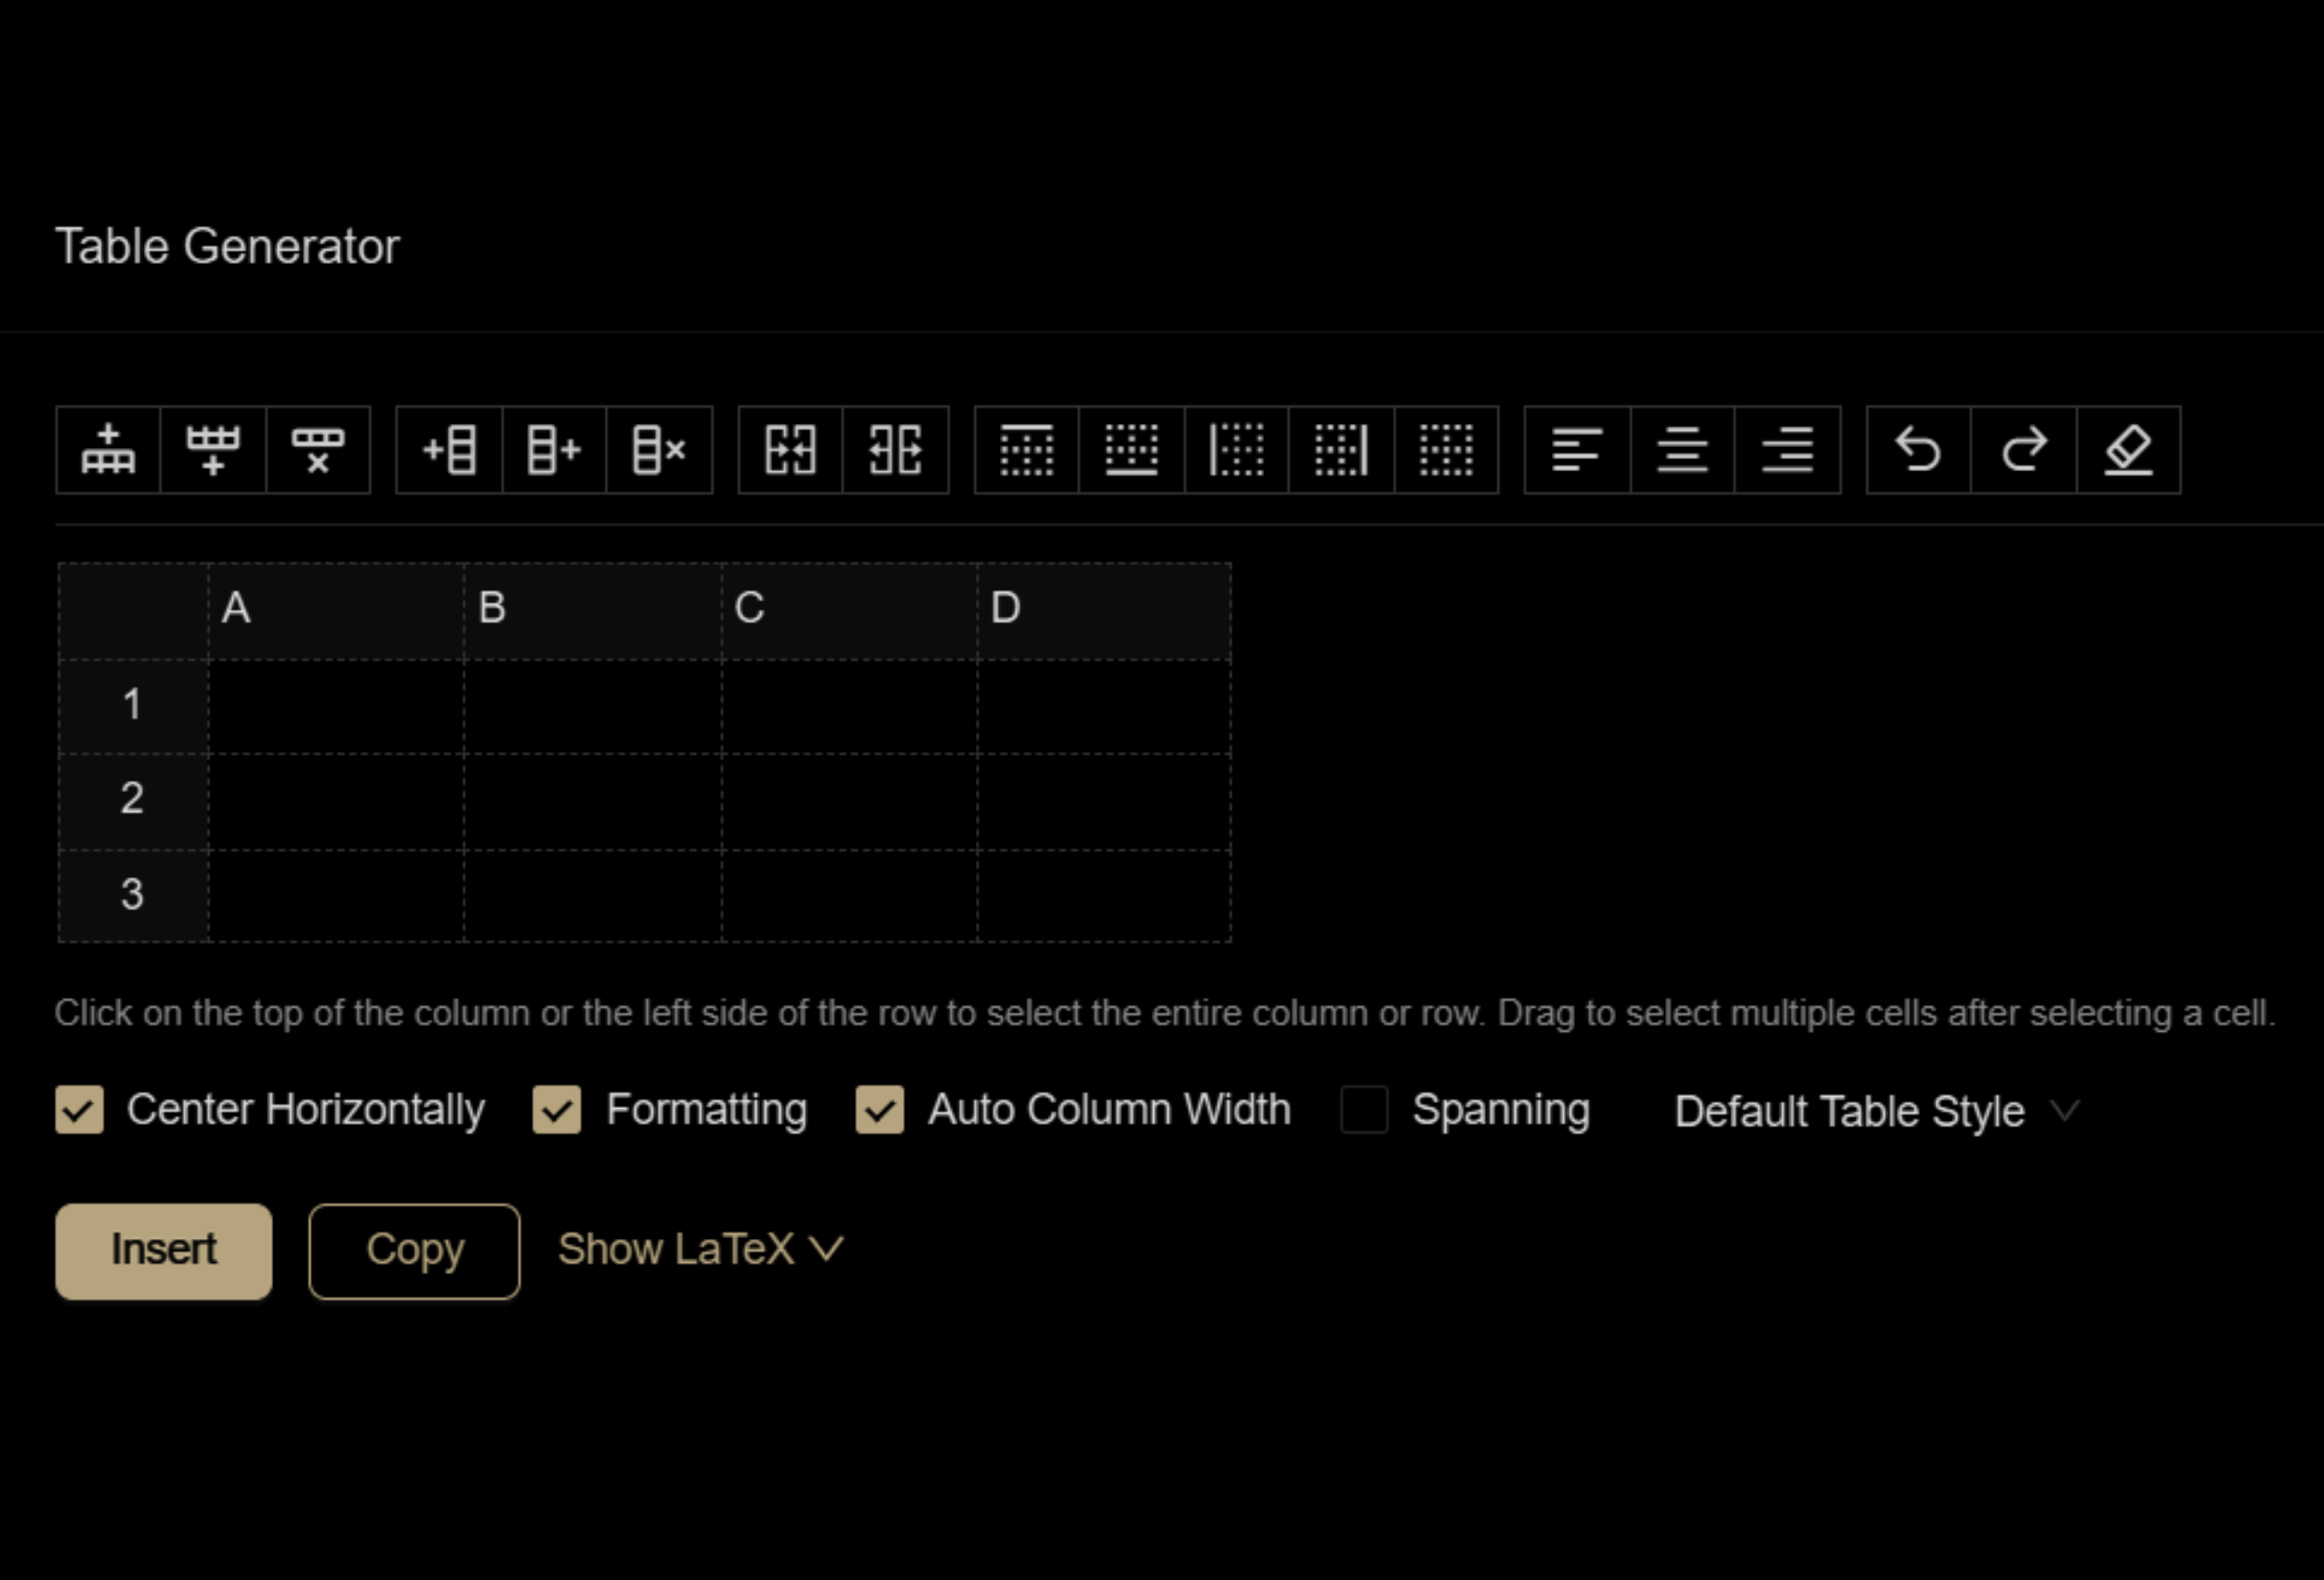 Table Generator
A B C D
1
2
3
Click on the top of the column or the left side of the row to select the entire column or row. Drag to select multiple cells after selecting a cell.
Center Horizontally Formatting Auto Column Width Spanning Default Table Style
Insert Copy Show LaTeX